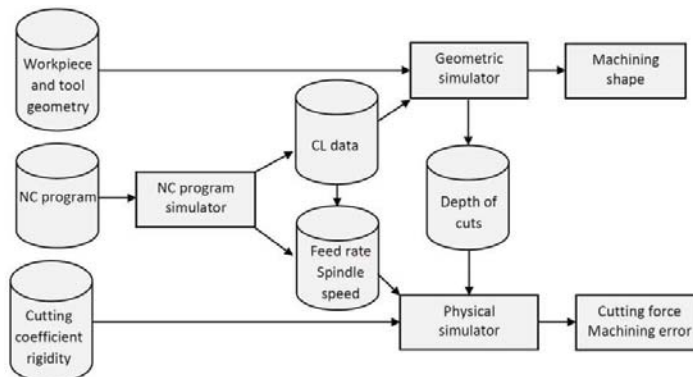 Workpiece
and tool
geometry
Geometric
simulator
Machining
shape
CL data
NC program
NC program
simulator
Depth of
cuts
Feed rate
Spindle
speed
Cutting
coefficient
rigidity
Physical
simulator
Cutting force
Machining error